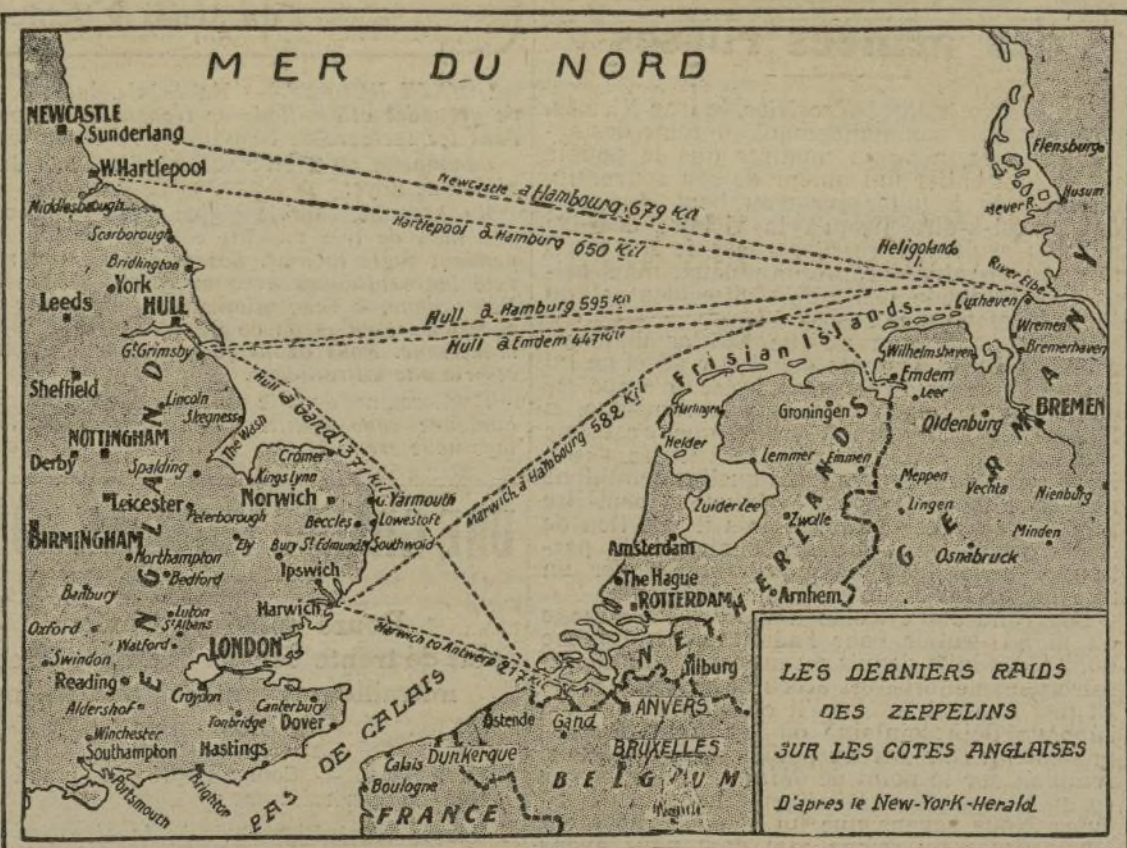 MER DU NORD
NEWCASTLE
Sunderland
W.Hartlepool
Middlesbrough
Scarborough
Bridlington
York
Leeds
HULL
Gt. Grimsby
Sheffield
Lincoln
Skegness
The Wash
NOTTINGHAM
Derby
Spalding
Cromer
Kings Lynn
Norwich
Leicester
Peterborough
G. Yarmouth
Beccles
Lowestoft
BIRMINGHAM
Ely
Bury St Edmunds
Southwold
Northampton
Bedford
Ipswich
Banbury
Harwich
Luton
St Albans
Oxford
Watford
LONDON
Swindon
Reading
Croydon
Canterbury
Aldershot
Tonbridge
Dover
Winchester
Southampton
Hastings
Portsmouth
Brighton
ENGLAND
PAS DE CALAIS
Newcastle à Hambourg 679 Kil
Hartlepool à Hamburg 650 Kil
Hull à Hamburg 595 Kil
Hull à Emdem 447 Kil
Hull à Gand 371 Kil
Harwich à Hambourg 582 Kil
Harwich to Antwerp 217 Kil
Flensburg
Husum
Heligoland
River Elbe
Cuxhaven
Frisian Islands
Wremen
Bremerhaven
Wilhelmshaven
Emdem
Leer
Harlingen
Groningen
Oldenburg
BREMEN
Helder
Lemmer
Emmen
Meppen
Vechta
Nienburg
Zuider Zee
Zwolle
Lingen
Minden
Amsterdam
Osnabruck
The Hague
ROTTERDAM
Arnhem
NETHERLANDS
GERMANY
Tilburg
Ostende
Gand
ANVERS
Calais
Dunkerque
BRUXELLES
Boulogne
BELGIUM
FRANCE
LES DERNIERS RAIDS
DES ZEPPELINS
SUR LES COTES ANGLAISES
D'apres le New-York-Herald